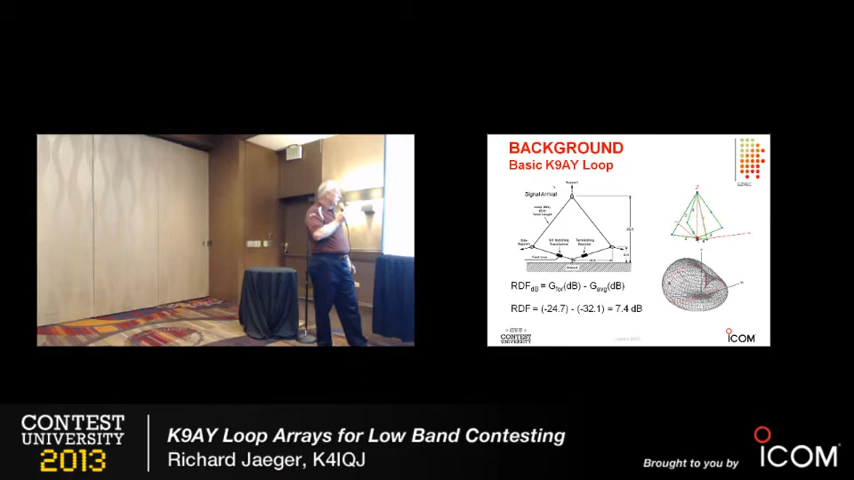 BACKGROUND
Basic K9AY Loop
Signal Arrival
RDFdB = Gfor(dB) - Gavg(dB)
RDF = (-24.7) - (-32.1) = 7.4 dB
CONTEST
UNIVERSITY
ICOM
CONTEST
UNIVERSITY
2013
K9AY Loop Arrays for Low Band Contesting
Richard Jaeger, K4IQJ
Brought to you by
ICOM